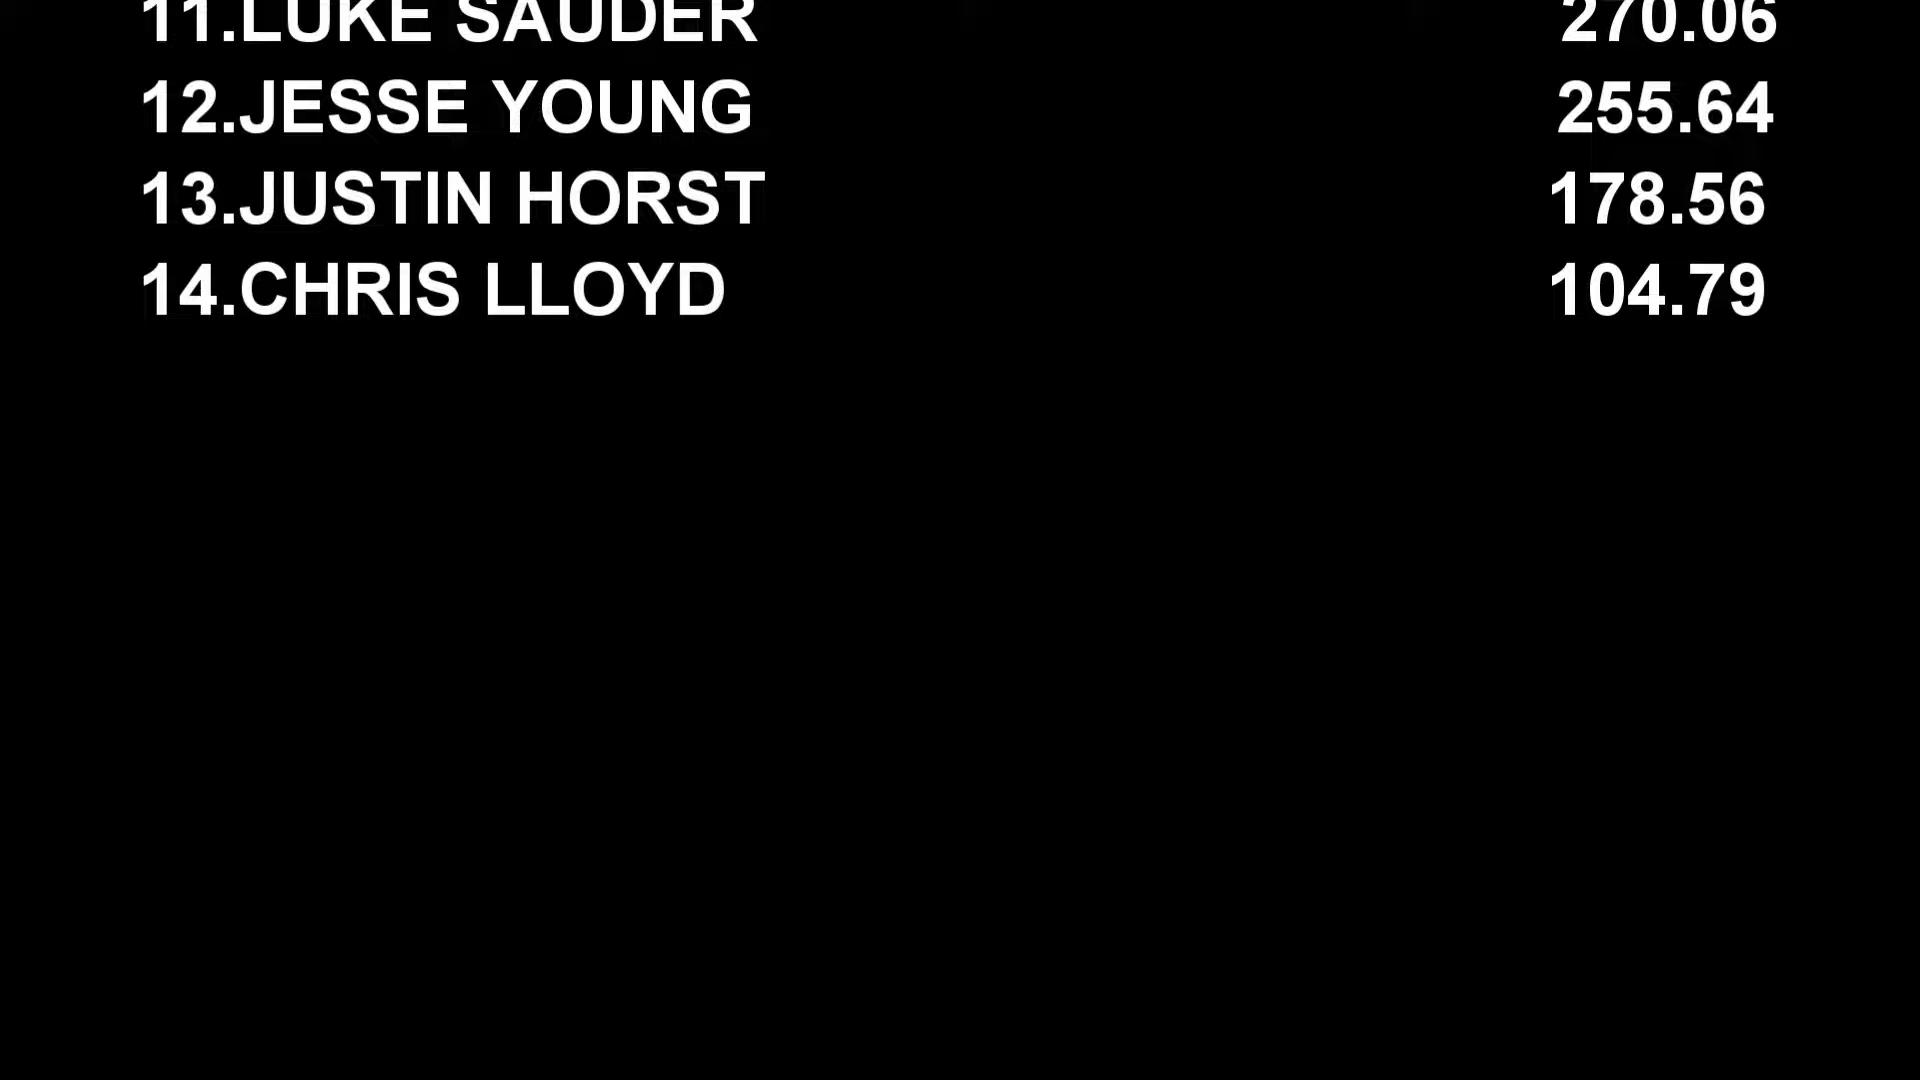 11.LUKE SAUDER 270.06
12.JESSE YOUNG 255.64
13.JUSTIN HORST 178.56
14.CHRIS LLOYD 104.79